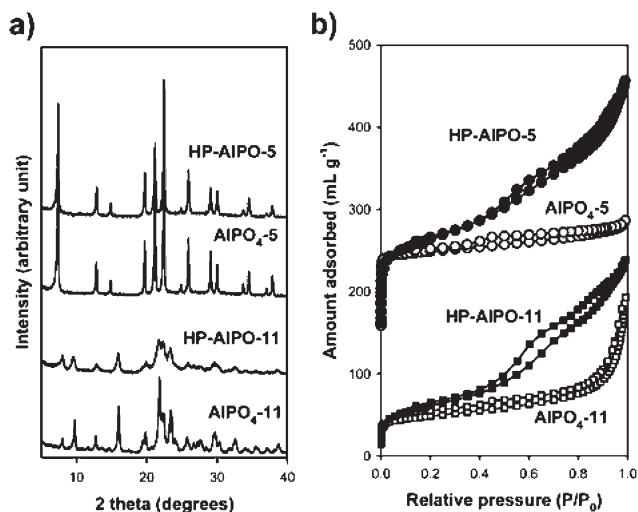 a)
Intensity (arbitrary unit)
HP-AlPO-5
AlPO4-5
HP-AlPO-11
AlPO4-11
10 20 30 40
2 theta (degrees)
b)
Amount adsorbed (mL g-1)
500
400
300
200
100
0
HP-AlPO-5
AlPO4-5
HP-AlPO-11
AlPO4-11
0.0 0.2 0.4 0.6 0.8 1.0
Relative pressure (P/P0)